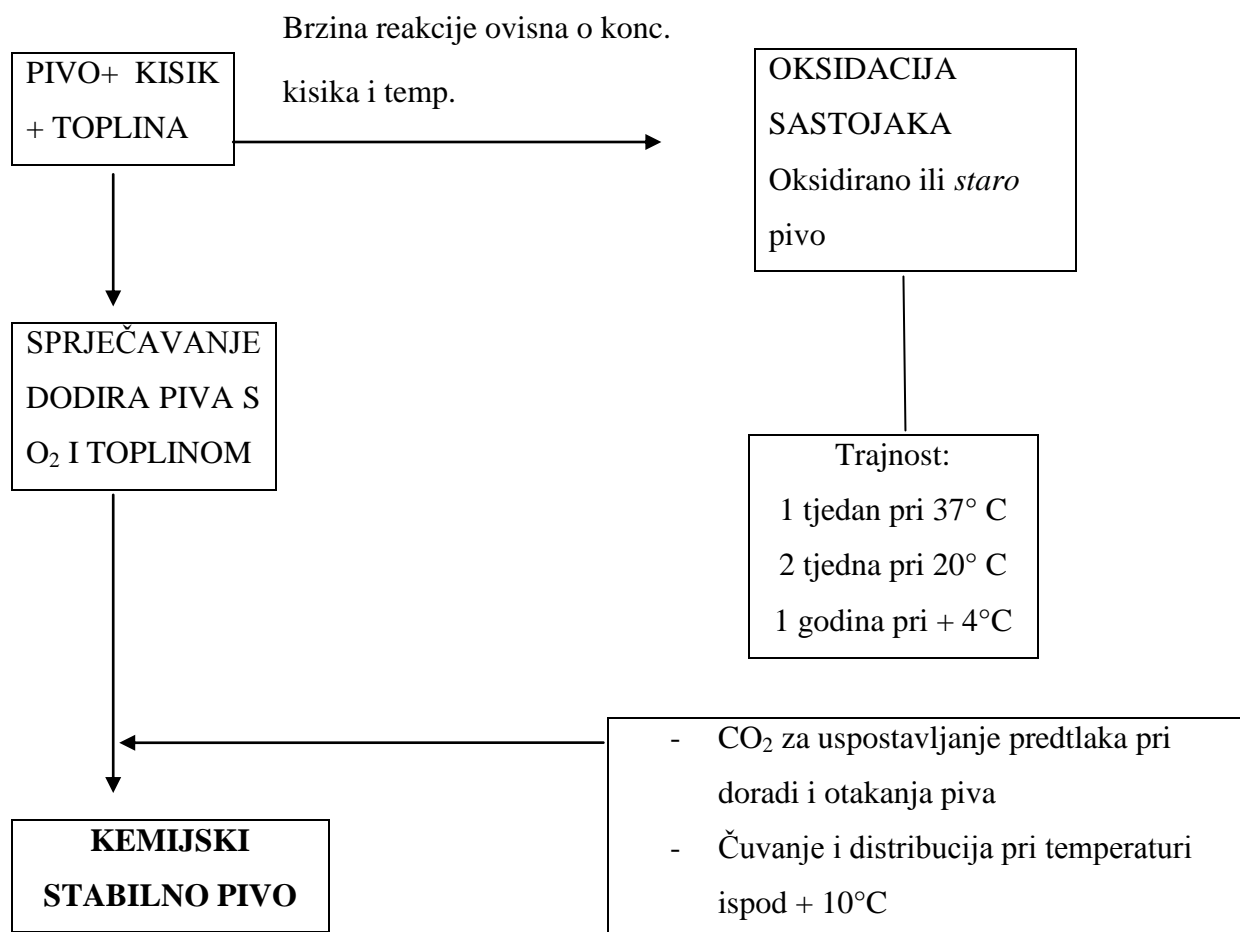 Brzina reakcije ovisna o konc.
kisika i temp.
PIVO+ KISIK
+ TOPLINA
OKSIDACIJA
SASTOJAKA
Oksidirano ili staro
pivo
SPRJEČAVANJE
DODIRA PIVA S
O₂ I TOPLINOM
Trajnost:
1 tjedan pri 37° C
2 tjedna pri 20° C
1 godina pri + 4°C
- CO₂ za uspostavljanje predtlaka pri
doradi i otakanja piva
- Čuvanje i distribucija pri temperaturi
ispod + 10°C
KEMIJSKI
STABILNO PIVO